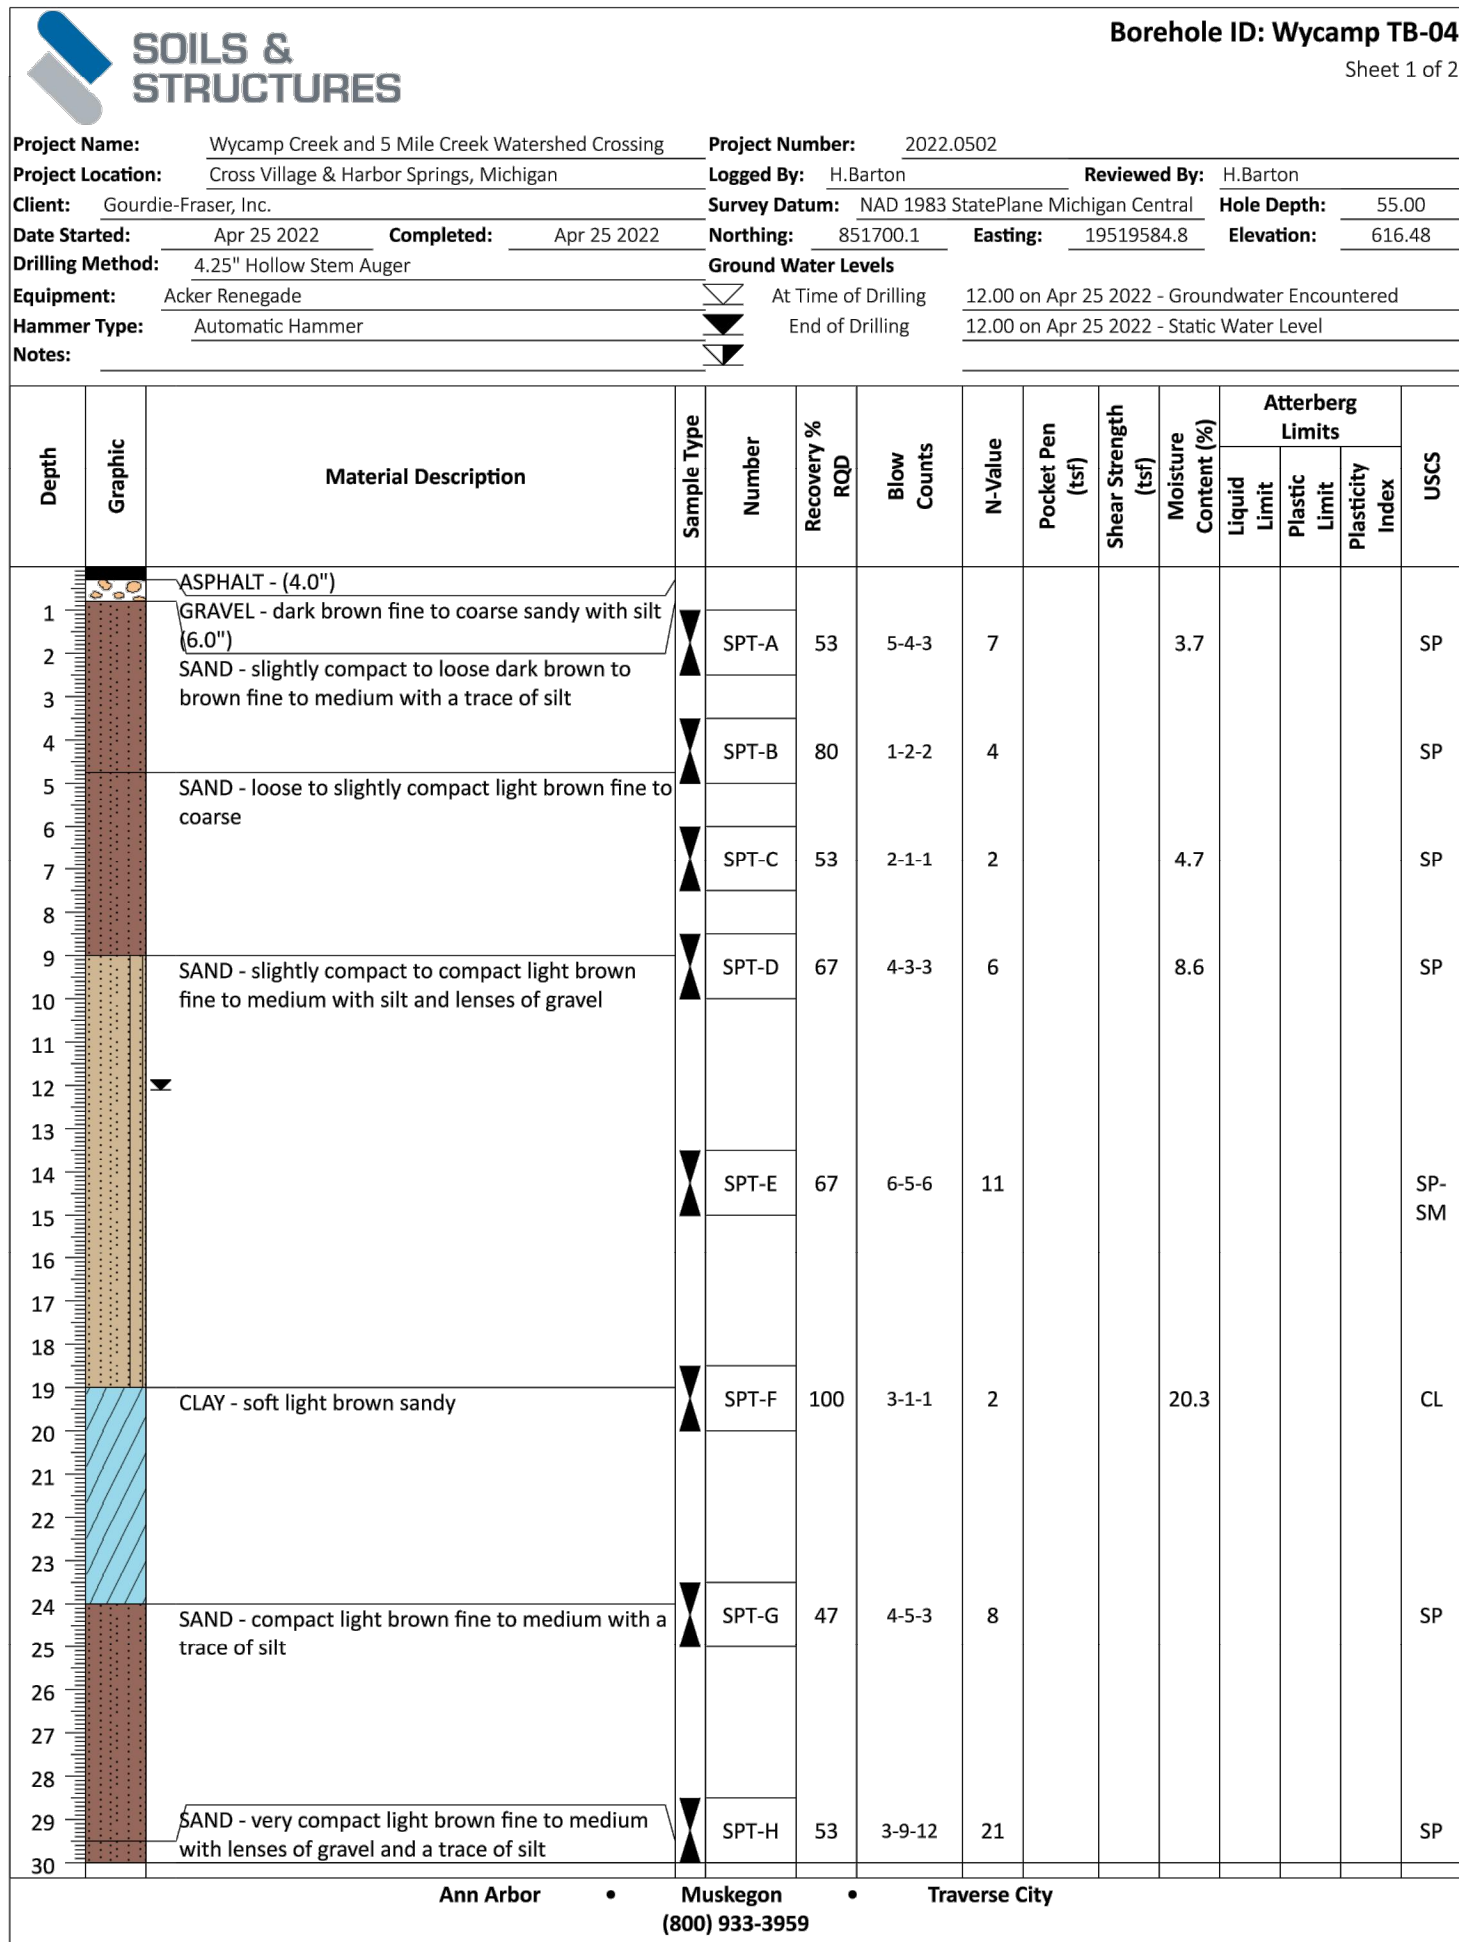 SOILS &
STRUCTURES
Borehole ID: Wycamp TB-04
Sheet 1 of 2
Project Name: Wycamp Creek and 5 Mile Creek Watershed Crossing Project Number: 2022.0502
Project Location: Cross Village & Harbor Springs, Michigan Logged By: H.Barton Reviewed By: H.Barton
Client: Gourdie-Fraser, Inc. Survey Datum: NAD 1983 StatePlane Michigan Central Hole Depth: 55.00
Date Started: Apr 25 2022 Completed: Apr 25 2022 Northing: 851700.1 Easting: 19519584.8 Elevation: 616.48
Drilling Method: 4.25" Hollow Stem Auger Ground Water Levels
Equipment: Acker Renegade At Time of Drilling 12.00 on Apr 25 2022 - Groundwater Encountered
Hammer Type: Automatic Hammer End of Drilling 12.00 on Apr 25 2022 - Static Water Level
Notes:
Depth
Graphic
Material Description
Sample Type
Number
Recovery %
RQD
Blow
Counts
N-Value
Pocket Pen
(tsf)
Shear Strength
(tsf)
Moisture
Content (%)
Atterberg
Limits
Liquid
Limit
Plastic
Limit
Plasticity
Index
USCS
ASPHALT - (4.0")
1 GRAVEL - dark brown fine to coarse sandy with silt
(6.0") SPT-A 53 5-4-3 7 3.7 SP
2 SAND - slightly compact to loose dark brown to
3 brown fine to medium with a trace of silt
4 SPT-B 80 1-2-2 4 SP
5 SAND - loose to slightly compact light brown fine to
coarse
6
7 SPT-C 53 2-1-1 2 4.7 SP
8
9 SAND - slightly compact to compact light brown SPT-D 67 4-3-3 6 8.6 SP
10 fine to medium with silt and lenses of gravel
11
12
13
14 SPT-E 67 6-5-6 11 SP-
SM
15
16
17
18
19 CLAY - soft light brown sandy SPT-F 100 3-1-1 2 20.3 CL
20
21
22
23
24 SAND - compact light brown fine to medium with a SPT-G 47 4-5-3 8 SP
25 trace of silt
26
27
28
29 SAND - very compact light brown fine to medium SPT-H 53 3-9-12 21 SP
with lenses of gravel and a trace of silt
30
Ann Arbor • Muskegon • Traverse City
(800) 933-3959